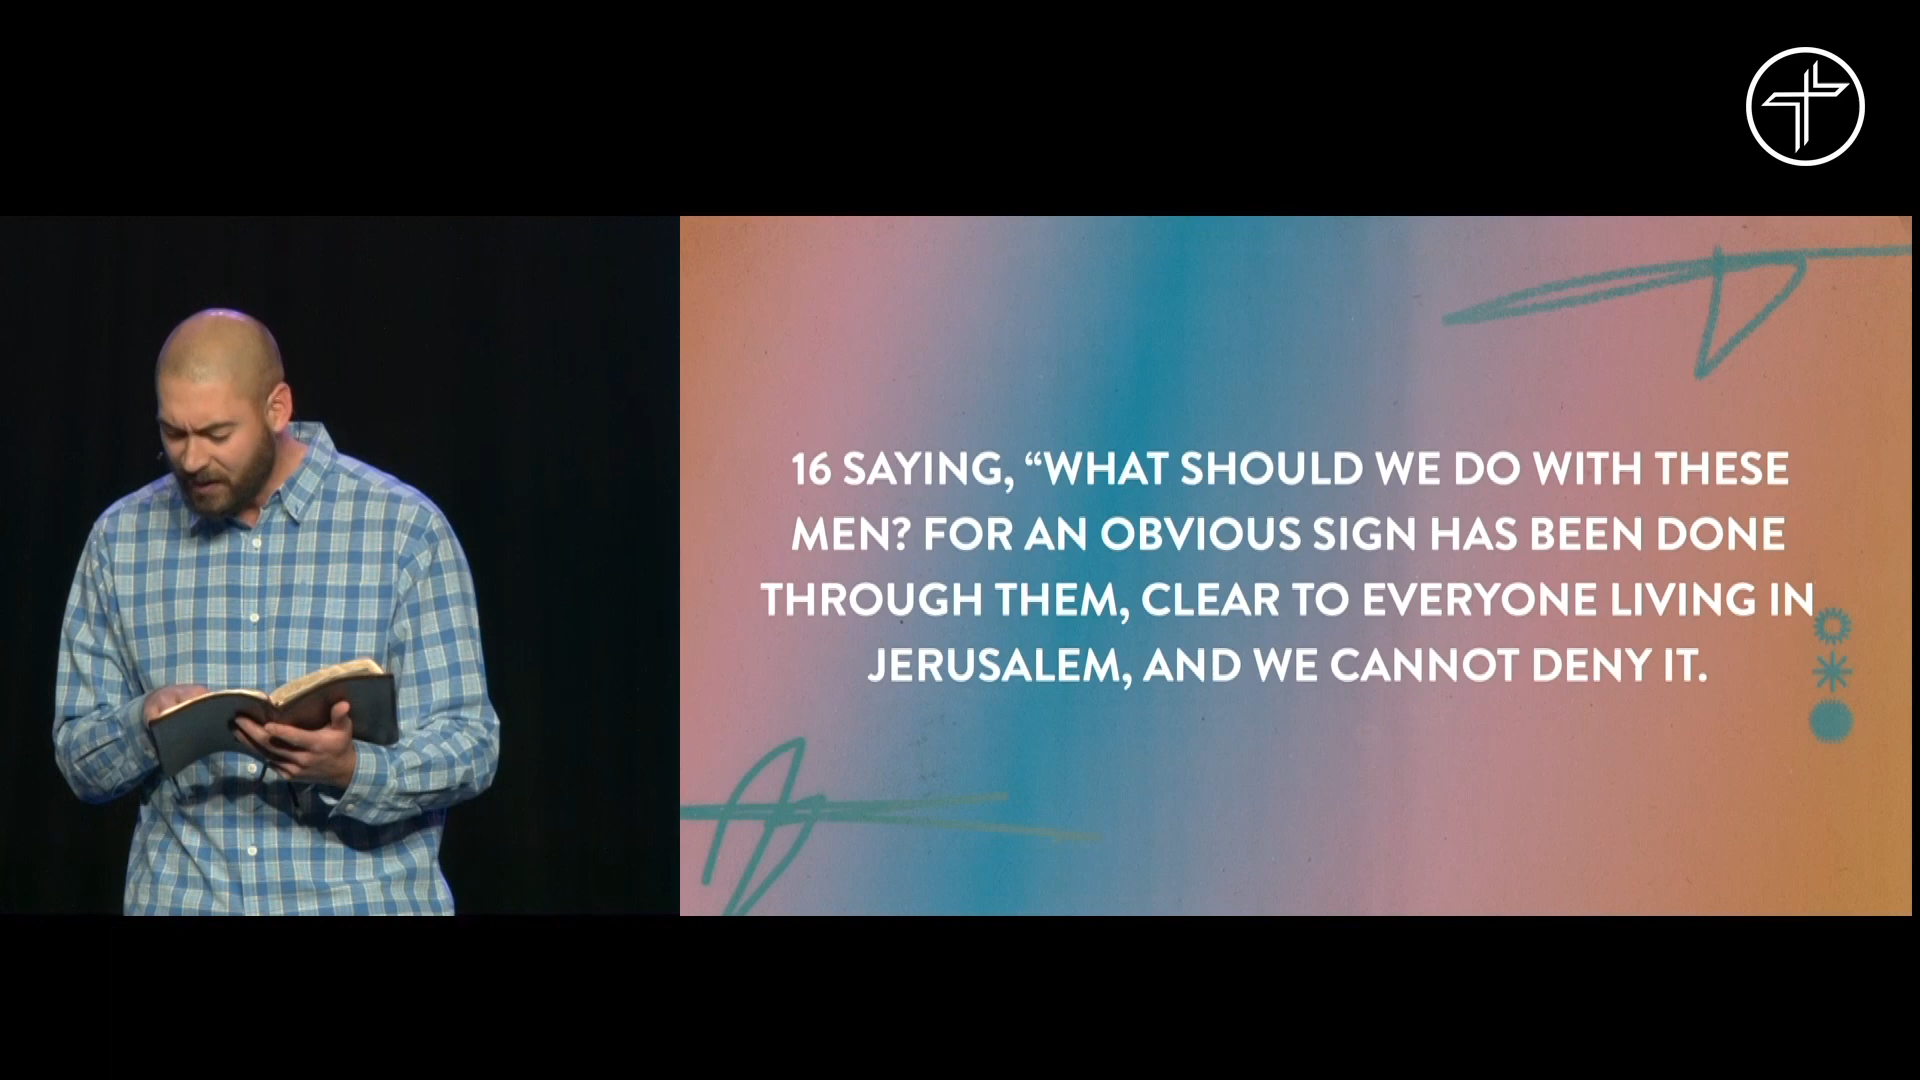 16 SAYING, “WHAT SHOULD WE DO WITH THESE
MEN? FOR AN OBVIOUS SIGN HAS BEEN DONE
THROUGH THEM, CLEAR TO EVERYONE LIVING IN
JERUSALEM, AND WE CANNOT DENY IT.